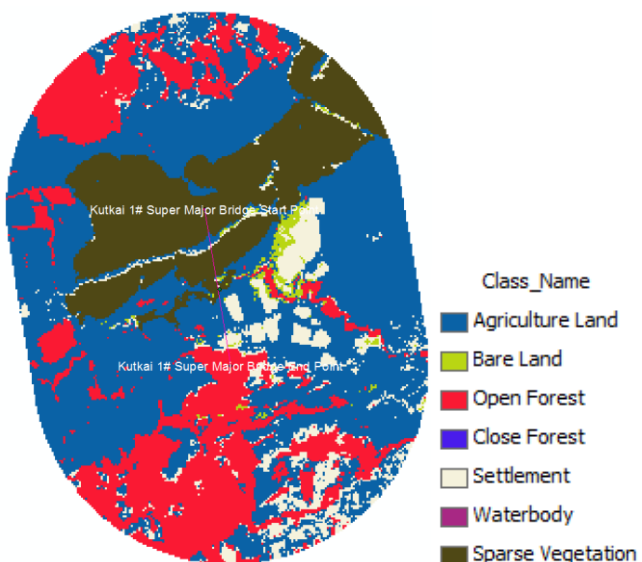 Kutkai 1# Super Major Bridge Start Point
Kutkai 1# Super Major Bridge End Point
Class_Name
Agriculture Land
Bare Land
Open Forest
Close Forest
Settlement
Waterbody
Sparse Vegetation